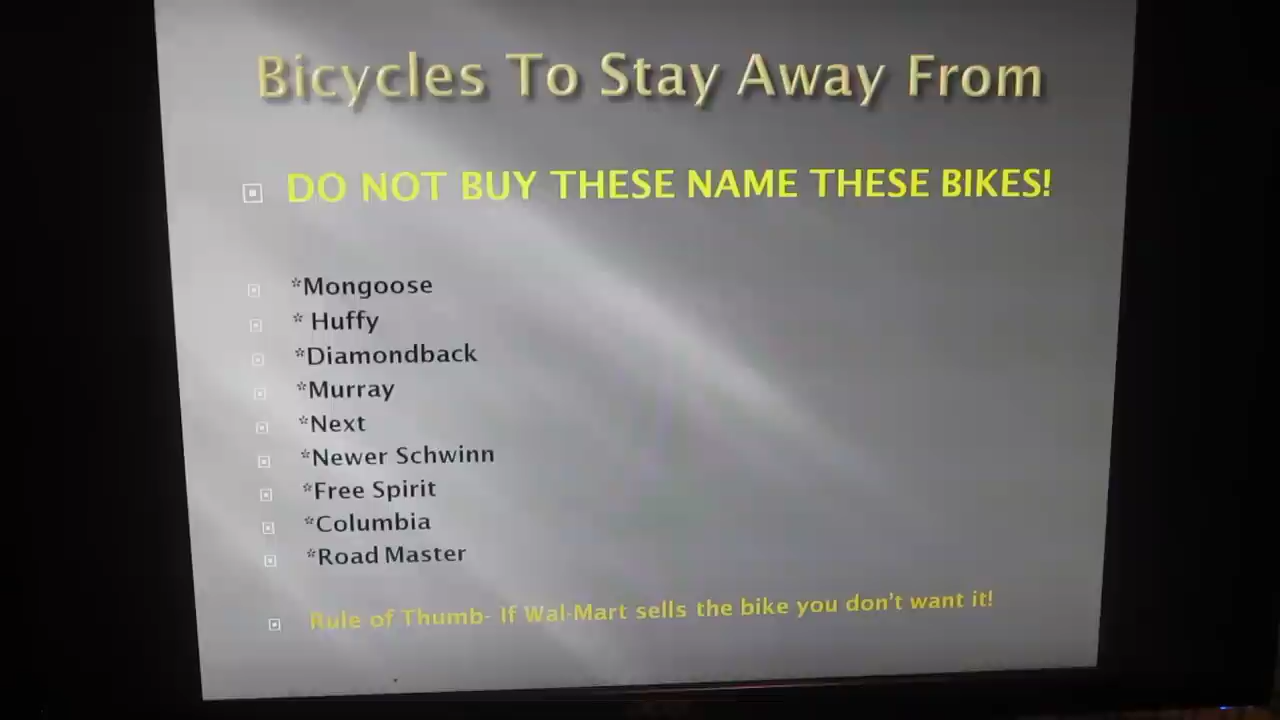 Bicycles To Stay Away From
DO NOT BUY THESE NAME THESE BIKES!
*Mongoose
* Huffy
*Diamondback
*Murray
*Next
*Newer Schwinn
*Free Spirit
*Columbia
*Road Master
Rule of Thumb- If Wal-Mart sells the bike you don't want it!